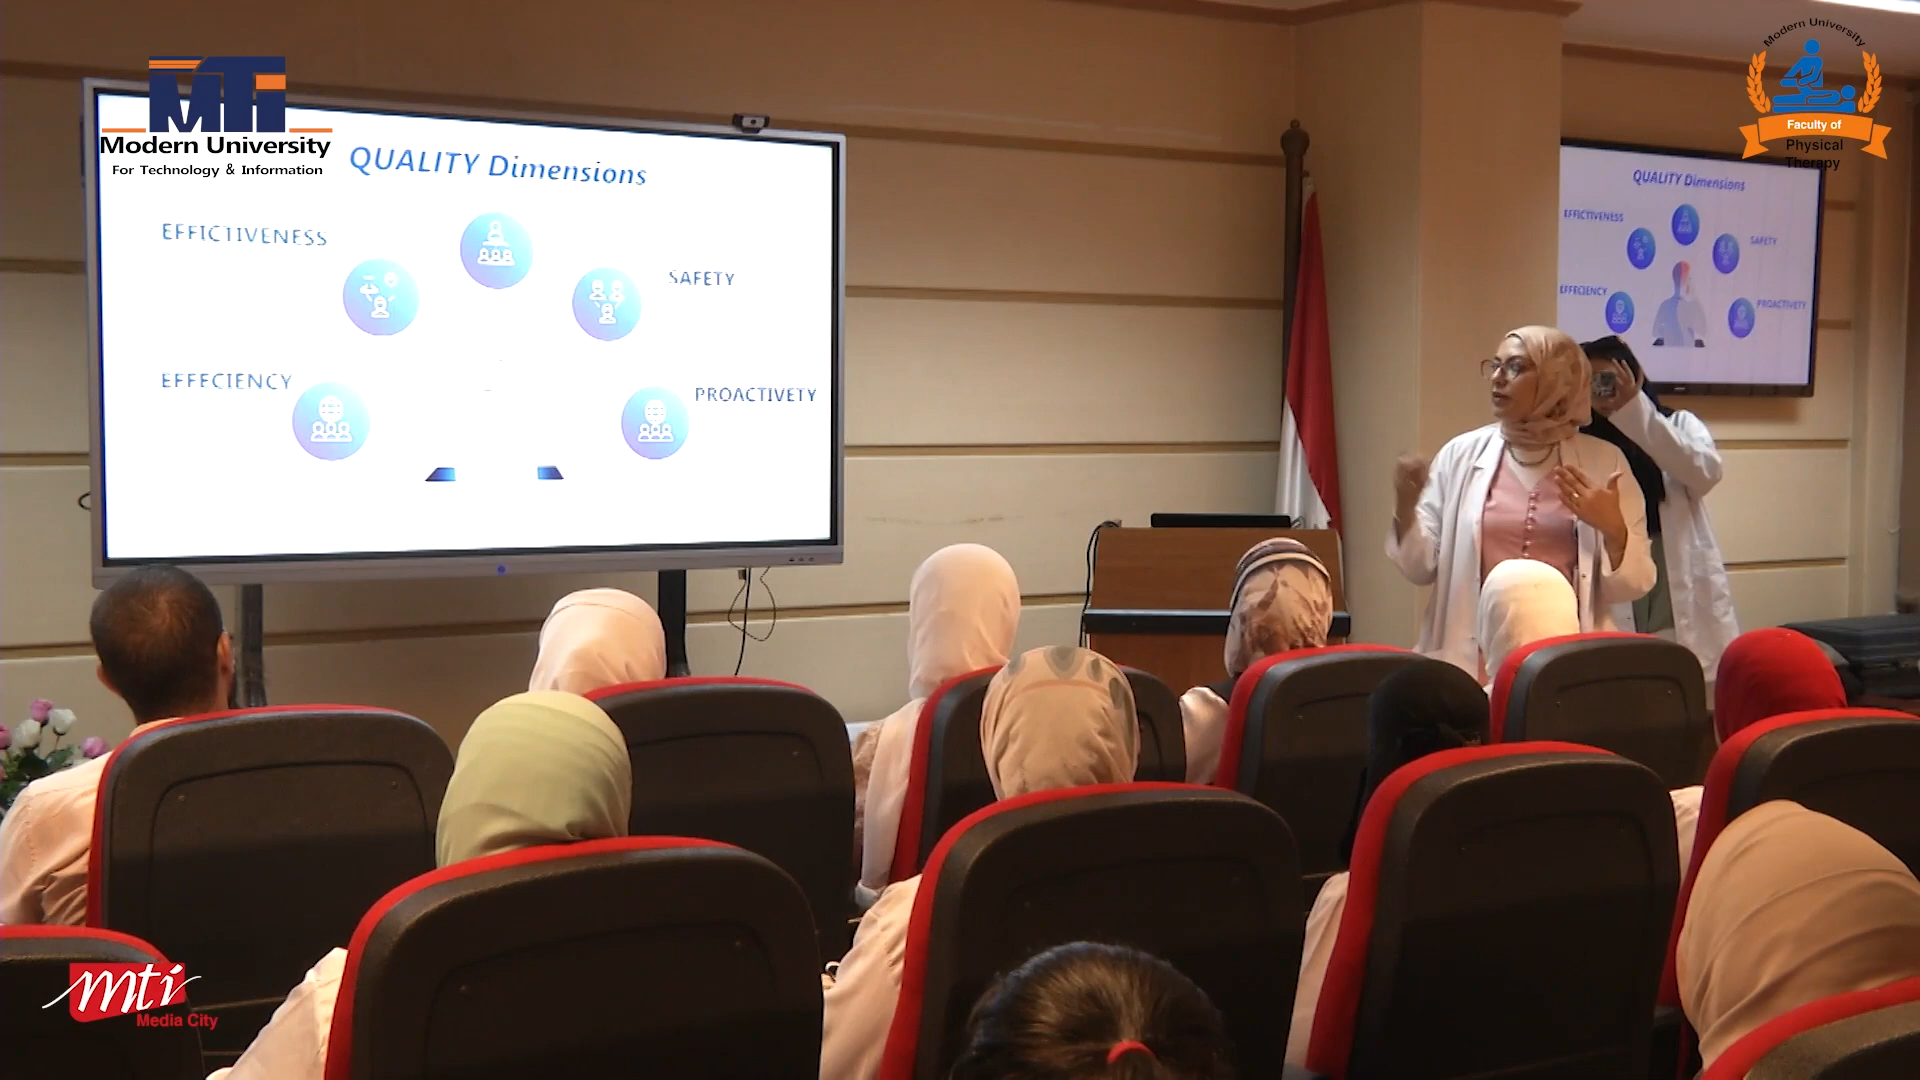 MTi
Modern University
For Technology & Information
QUALITY Dimensions
EFFICTIVENESS
SAFETY
EFFECIENCY
PROACTIVETY
Modern University
Faculty of
Physical
Therapy
QUALITY Dimensions
EFFICTIVENESS
SAFETY
EFFECIENCY
PROACTIVETY
mti
Media City